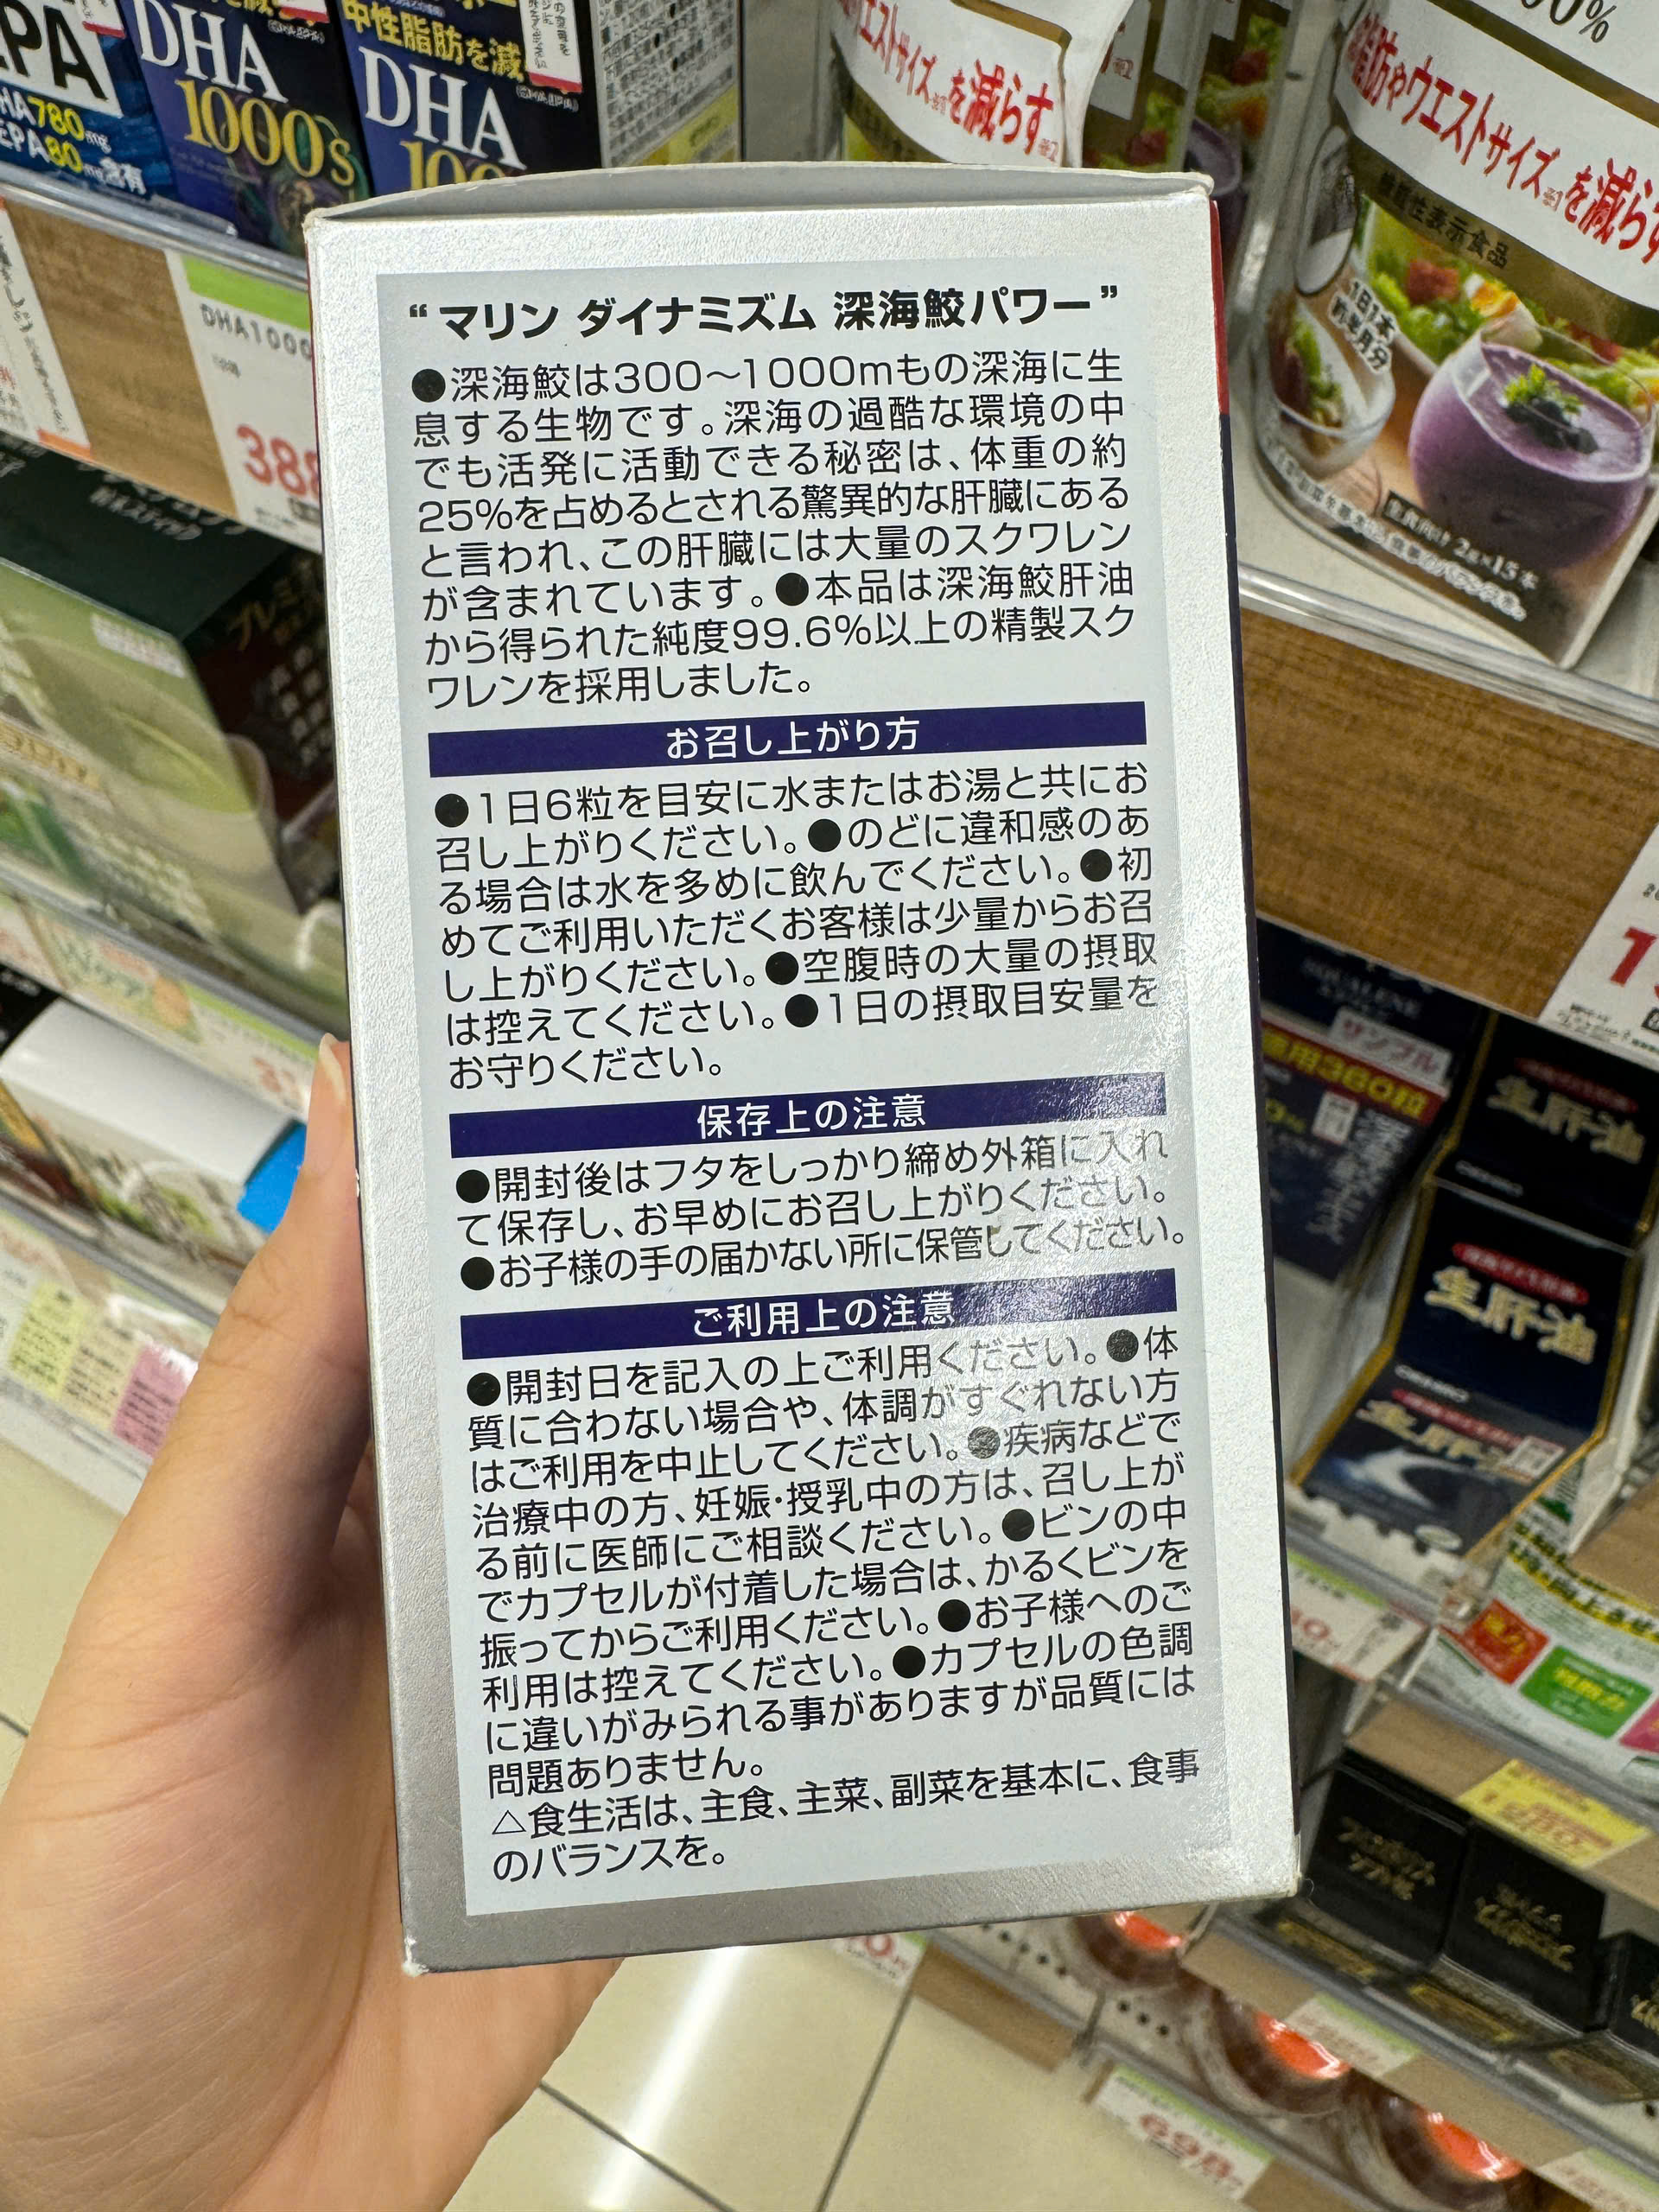 PA
HA780mg
EPA80mg含有
DHA
1000's
中性脂肪を減
DHA
100
ウエストサイズ
を減らす
00%
脂肪やウエストサイズ※1を減らす
機能性表示食品
1日1本
約半月分
2g×15本
DHA1000
388
“マリン ダイナミズム 深海鮫パワー”
●深海鮫は300〜1000mもの深海に生
息する生物です。深海の過酷な環境の中
でも活発に活動できる秘密は、体重の約
25%を占めるとされる驚異的な肝臓にある
と言われ、この肝臓には大量のスクワレン
が含まれています。●本品は深海鮫肝油
から得られた純度99.6%以上の精製スク
ワレンを採用しました。
お召し上がり方
●1日6粒を目安に水またはお湯と共にお
召し上がりください。●のどに違和感のあ
る場合は水を多めに飲んでください。●初
めてご利用いただくお客様は少量からお召
し上がりください。●空腹時の大量の摂取
は控えてください。●1日の摂取目安量を
お守りください。
保存上の注意
●開封後はフタをしっかり締め外箱に入れ
て保存し、お早めにお召し上がりください。
●お子様の手の届かない所に保管してください。
ご利用上の注意
●開封日を記入の上ご利用ください。●体
質に合わない場合や、体調がすぐれない方
はご利用を中止してください。●疾病などで
治療中の方、妊娠・授乳中の方は、召し上が
る前に医師にご相談ください。●ビンの中
でカプセルが付着した場合は、かるくビンを
振ってからご利用ください。●お子様へのご
利用は控えてください。●カプセルの色調
に違いがみられる事がありますが品質には
問題ありません。
△食生活は、主食、主菜、副菜を基本に、食事
のバランスを。
SQUALENE
サンプル
徳用360粒
生肝油
生肝油
698